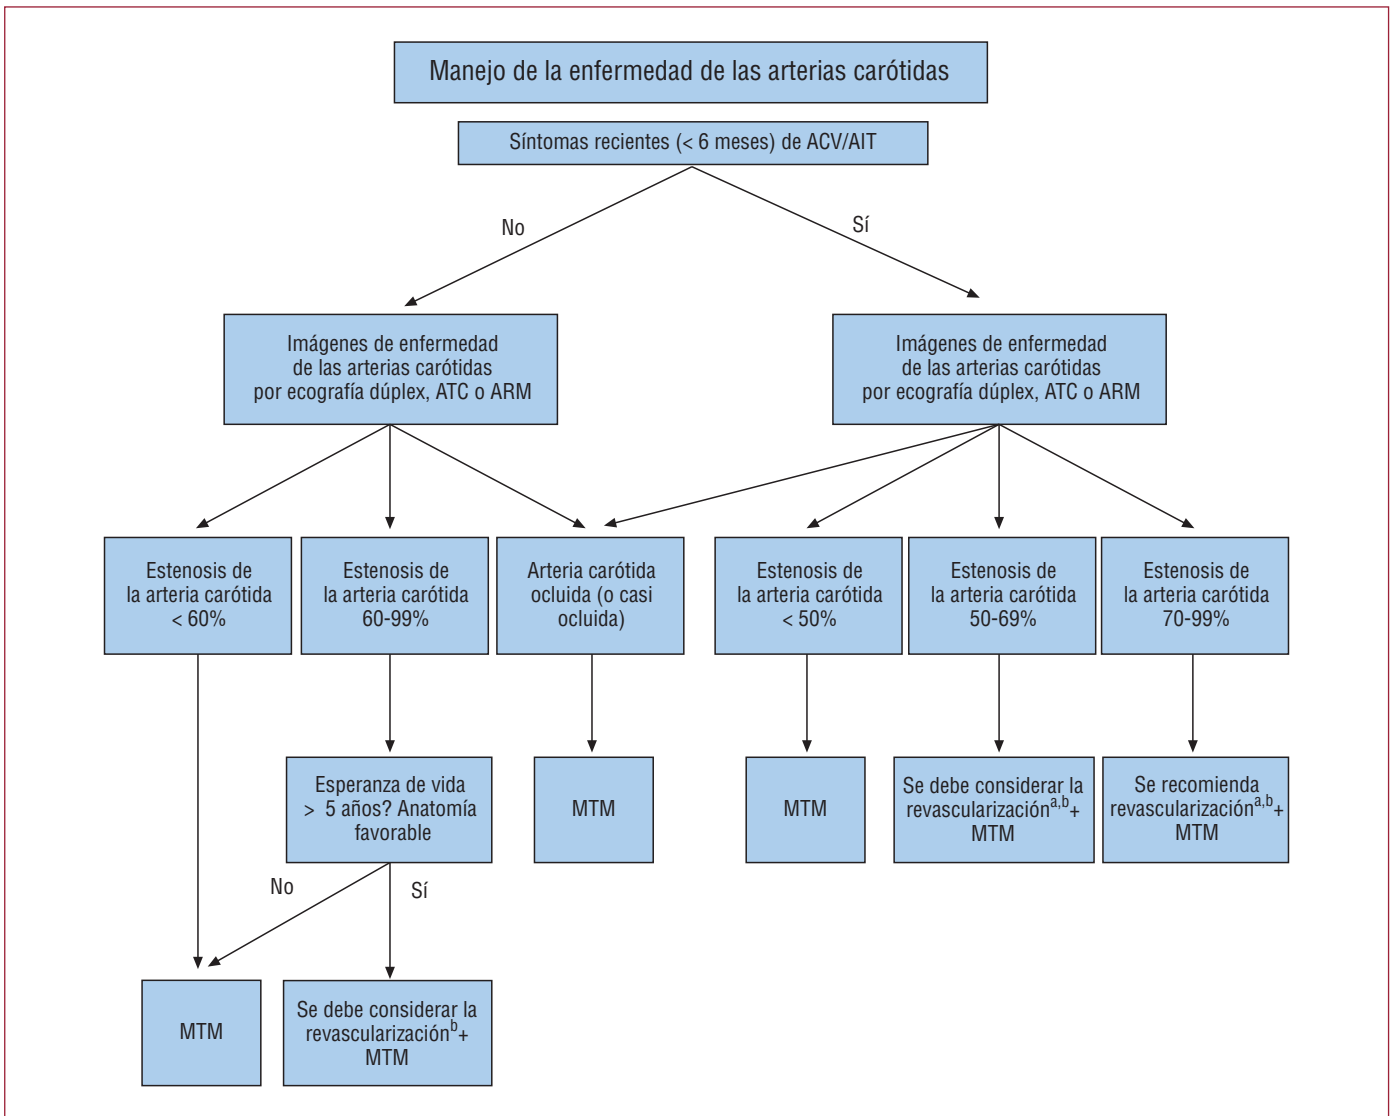 Manejo de la enfermedad de las arterias carótidas
Síntomas recientes (< 6 meses) de ACV/AIT
No
Sí
Imágenes de enfermedad
de las arterias carótidas
por ecografía dúplex, ATC o ARM
Imágenes de enfermedad
de las arterias carótidas
por ecografía dúplex, ATC o ARM
Estenosis de
la arteria carótida
< 60%
Estenosis de
la arteria carótida
60-99%
Arteria carótida
ocluida (o casi
ocluida)
Estenosis de
la arteria carótida
< 50%
Estenosis de
la arteria carótida
50-69%
Estenosis de
la arteria carótida
70-99%
Esperanza de vida
> 5 años? Anatomía
favorable
MTM
MTM
Se debe considerar la
revascularización^a,b+
MTM
Se recomienda
revascularización^a,b+
MTM
No
Sí
MTM
Se debe considerar la
revascularización^b+
MTM